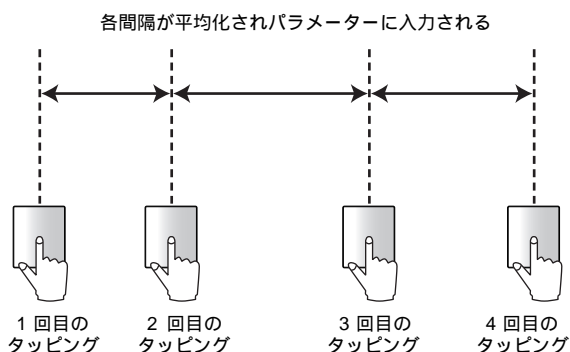 各間隔が平均化されパラメーターに入力される
1 回目の
タッピング
2 回目の
タッピング
3 回目の
タッピング
4 回目の
タッピング